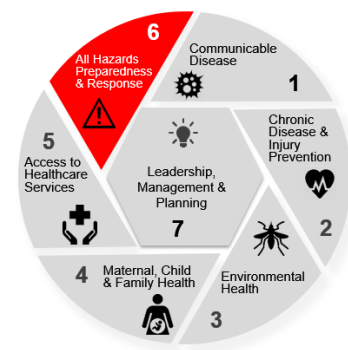 6
All Hazards
Preparedness
& Response
Communicable
Disease
1
Chronic
Disease &
Injury
Prevention
2
Environmental
Health
3
Maternal, Child
& Family Health
4
5
Access to
Healthcare
Services
Leadership,
Management &
Planning
7